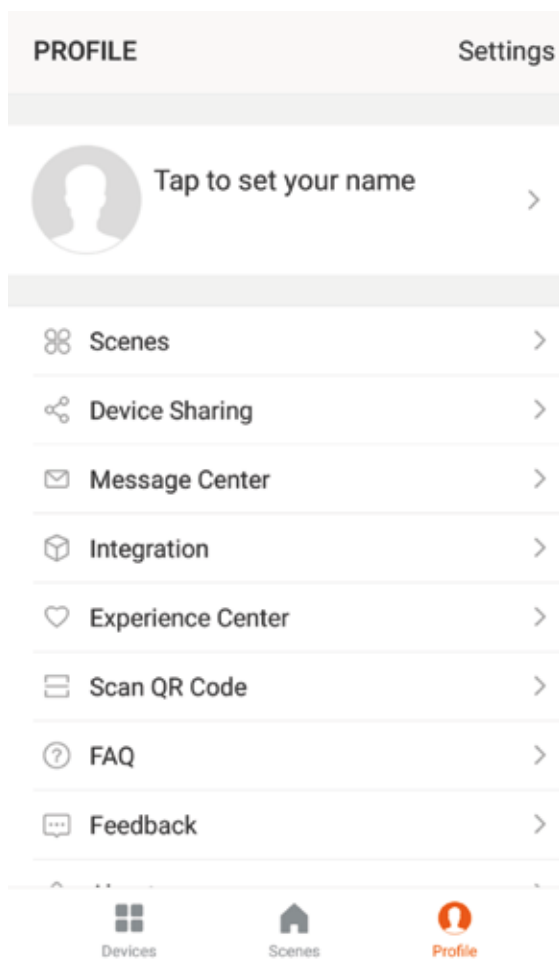 PROFILE Settings
Tap to set your name
Scenes
Device Sharing
Message Center
Integration
Experience Center
Scan QR Code
FAQ
Feedback
Devices Scenes Profile